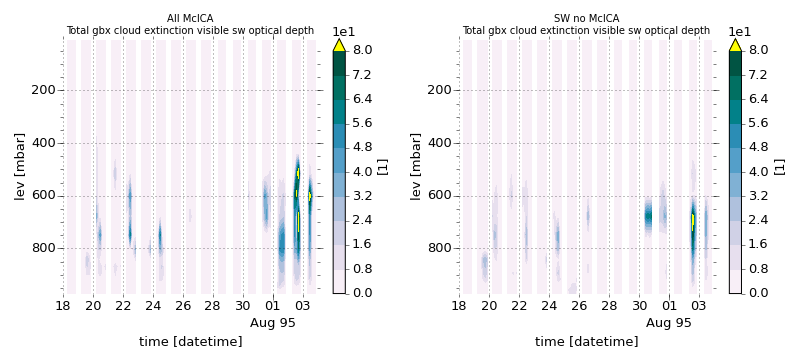 All McICA
Total gbx cloud extinction visible sw optical depth
1e1
8.0
7.2
6.4
5.6
4.8
4.0
3.2
2.4
1.6
0.8
0.0
[1]
200
400
600
800
lev [mbar]
18 20 22 24 26 28 30 01 03
Aug 95
time [datetime]
SW no McICA
Total gbx cloud extinction visible sw optical depth
1e1
8.0
7.2
6.4
5.6
4.8
4.0
3.2
2.4
1.6
0.8
0.0
[1]
200
400
600
800
lev [mbar]
18 20 22 24 26 28 30 01 03
Aug 95
time [datetime]